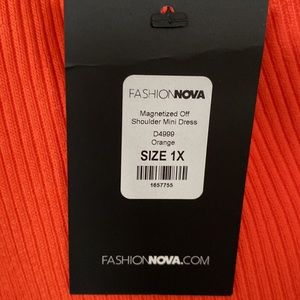 FASHIONNOVA
Magnetized Off
Shoulder Mini Dress
D4999
Orange
SIZE 1X
1657755
FASHIONNOVA.COM